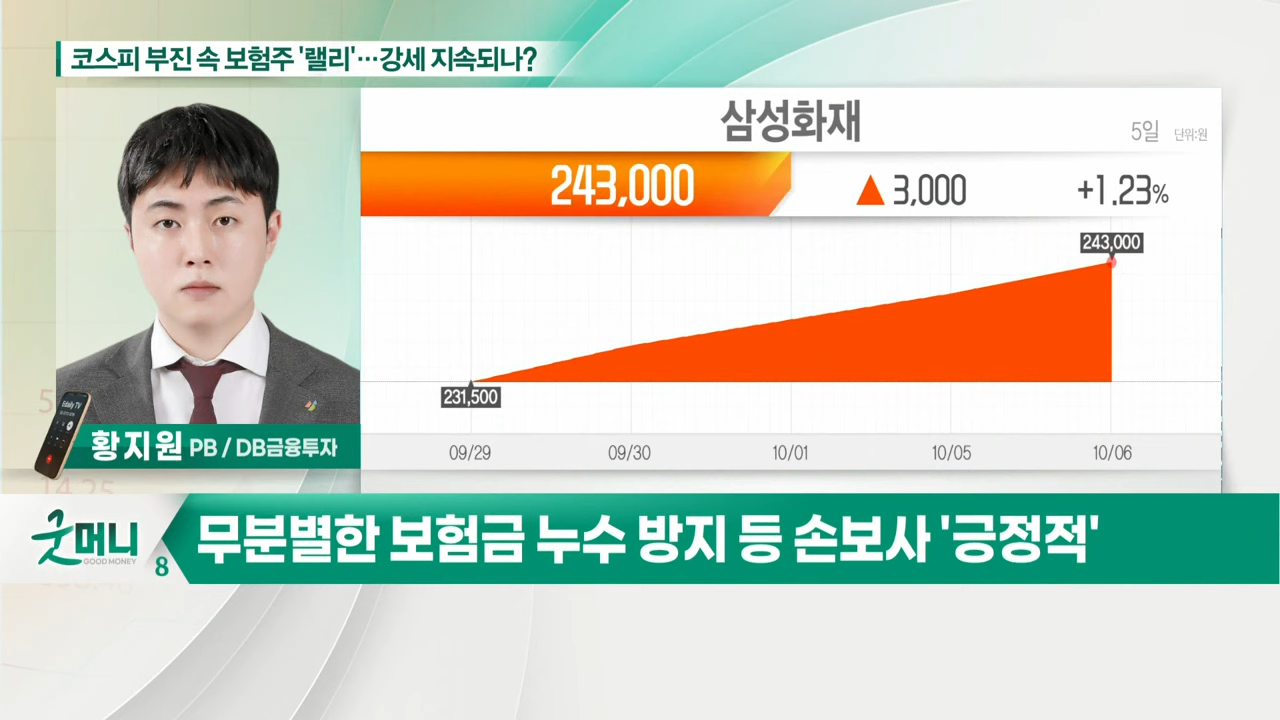 코스피 부진 속 보험주 '랠리'…강세 지속되나?
삼성화재
5일 단위:원
243,000 ▲ 3,000 +1.23%
243,000
231,500
09/29 09/30 10/01 10/05 10/06
Edaily TV
황지원 PB / DB금융투자
14.25
굿머니
GOOD MONEY
8
무분별한 보험금 누수 방지 등 손보사 '긍정적'